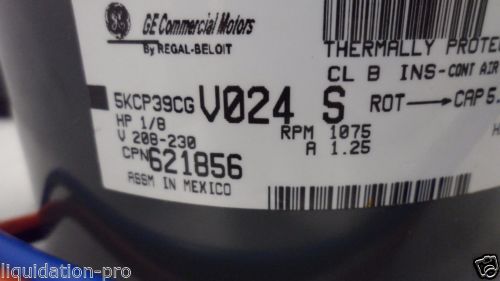 GE Commercial Motors
By REGAL-BELOIT
THERMALLY PROTE
CL B INS-CONT AIR
5KCP39CG V024 S ROT → CAP 5.
HP 1/8 RPM 1075
V 208-230 A 1.25
CPN 621856
ASSM IN MEXICO
liquidation-pro